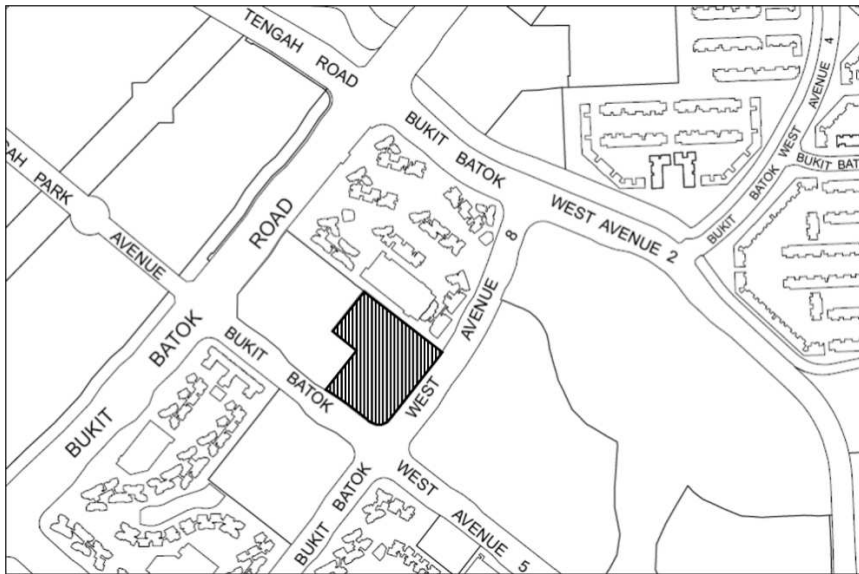 TENGAH ROAD
BUKIT BATOK
WEST AVENUE 2
BUKIT BATOK WEST AVENUE 4
BUKIT BAT
GAH PARK
AVENUE
BUKIT BATOK ROAD
BUKIT BATOK
WEST AVENUE 8
BUKIT BATOK
WEST AVENUE 5